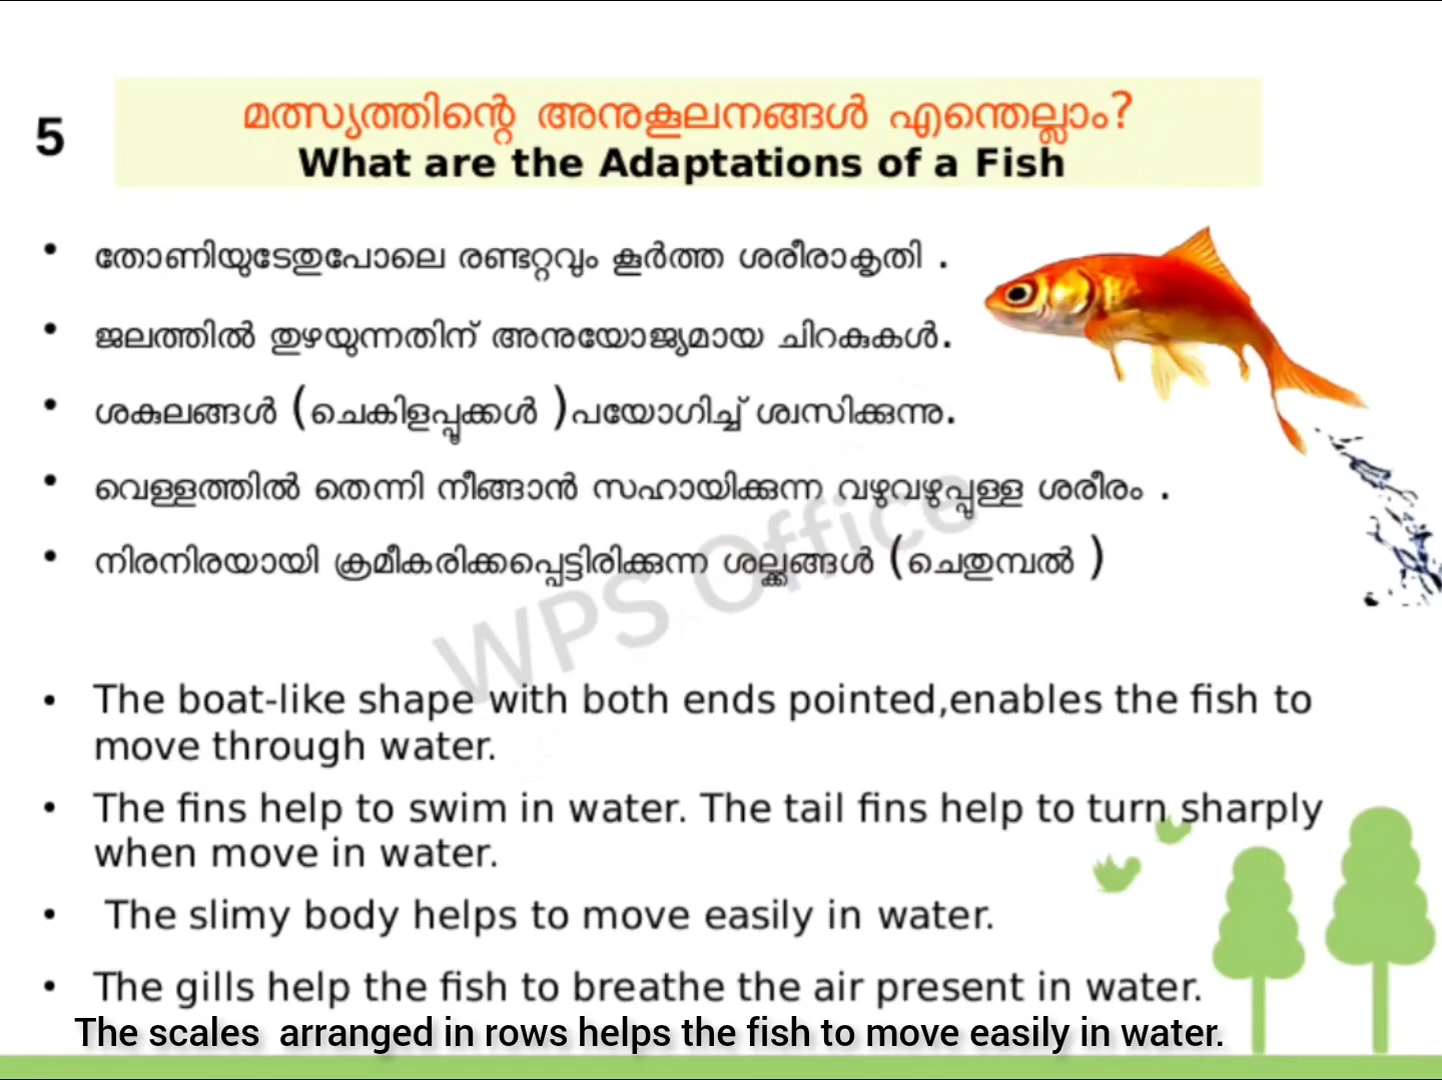 5
മത്സ്യത്തിന്റെ അനുകൂലനങ്ങൾ എന്തെല്ലാം?
What are the Adaptations of a Fish
• തോണിയുടേതുപോലെ രണ്ടറ്റവും കൂർത്ത ശരീരാകൃതി .
• ജലത്തിൽ തുഴയുന്നതിന് അനുയോജ്യമായ ചിറകുകൾ.
• ശകുലങ്ങൾ (ചെകിളപ്പൂക്കൾ )പയോഗിച്ച് ശ്വസിക്കുന്നു.
• വെള്ളത്തിൽ തെന്നി നീങ്ങാൻ സഹായിക്കുന്ന വഴുവഴുപ്പുള്ള ശരീരം .
• നിരനിരയായി ക്രമീകരിക്കപ്പെട്ടിരിക്കുന്ന ശല്ക്കങ്ങൾ (ചെതുമ്പൽ )
WPS Office
• The boat-like shape with both ends pointed,enables the fish to
move through water.
• The fins help to swim in water. The tail fins help to turn sharply
when move in water.
• The slimy body helps to move easily in water.
• The gills help the fish to breathe the air present in water.
The scales arranged in rows helps the fish to move easily in water.